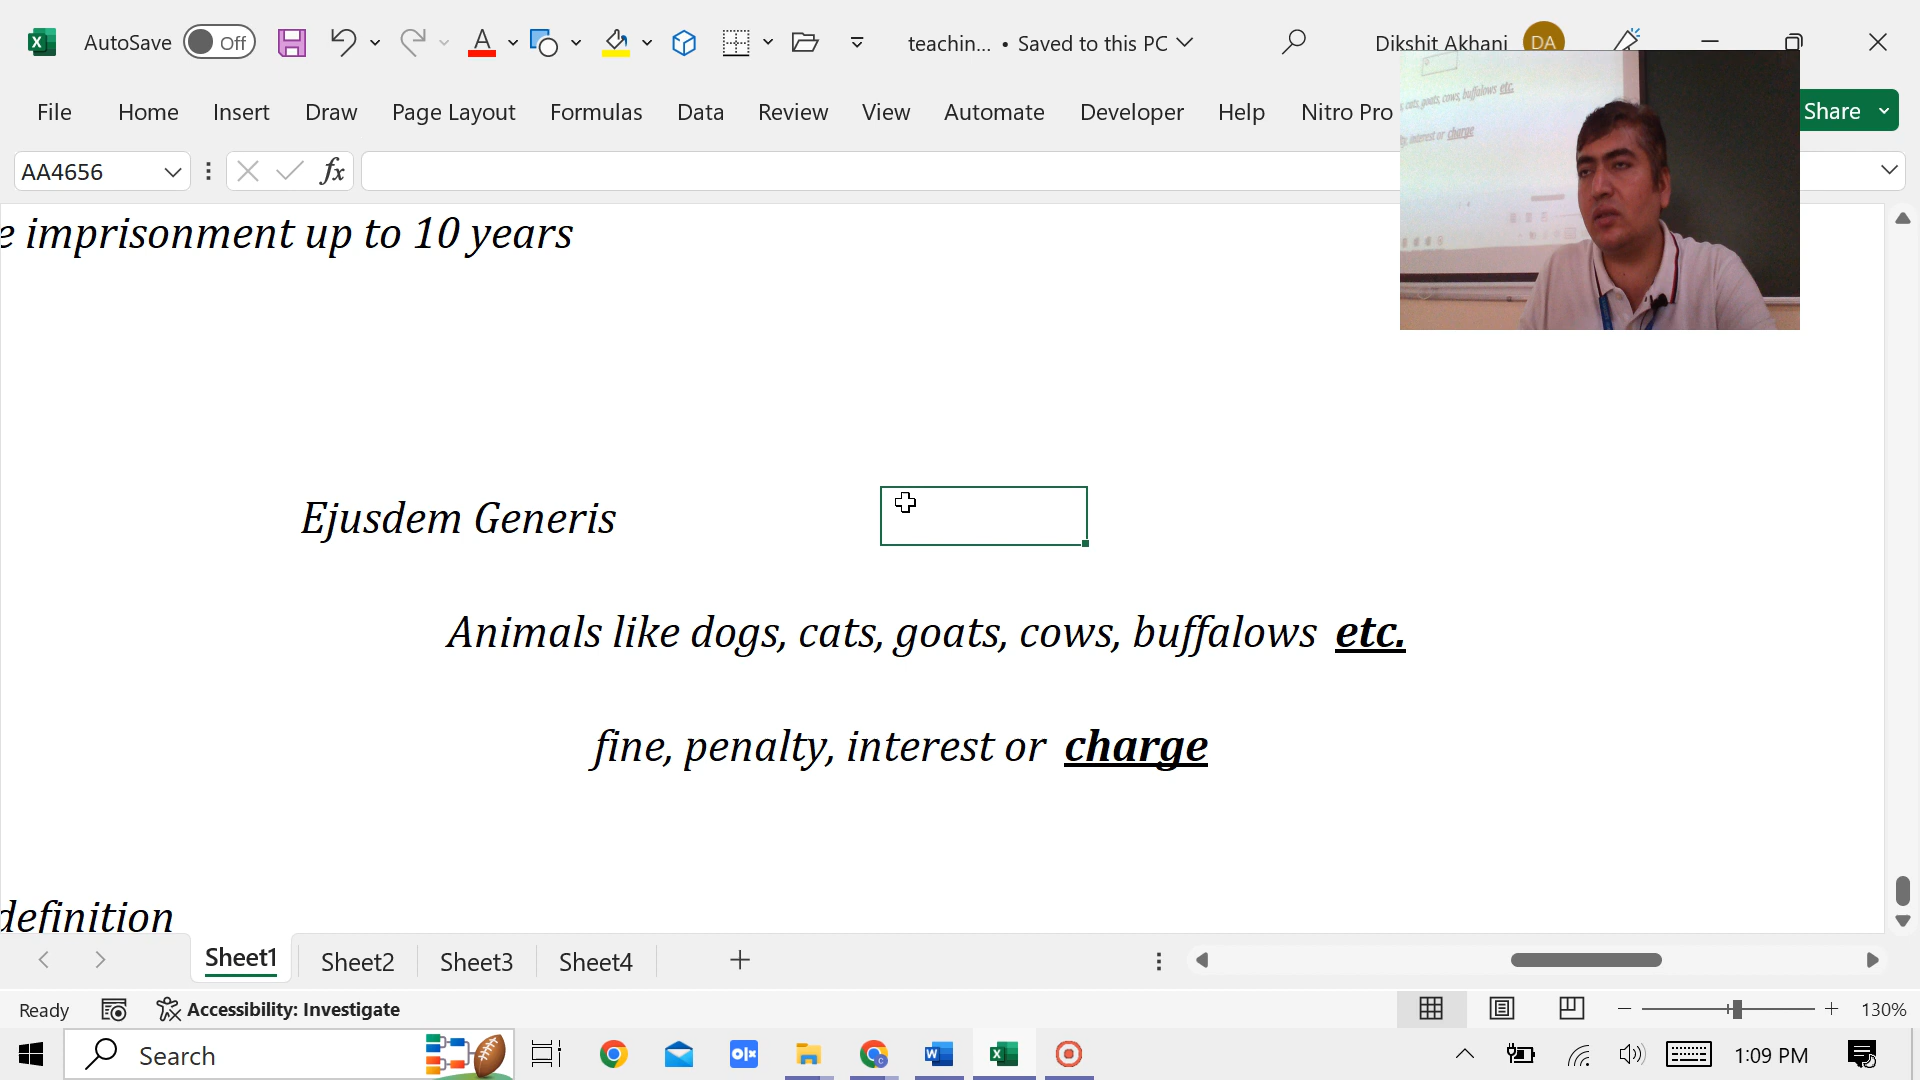 AutoSave Off teachin... • Saved to this PC Dikshit Akhani DA
File Home Insert Draw Page Layout Formulas Data Review View Automate Developer Help Nitro Pro Share
AA4656 fx
e imprisonment up to 10 years
Ejusdem Generis
Animals like dogs, cats, goats, cows, buffalows etc.
fine, penalty, interest or charge
definition
Sheet1 Sheet2 Sheet3 Sheet4
Ready Accessibility: Investigate 130%
Search 1:09 PM